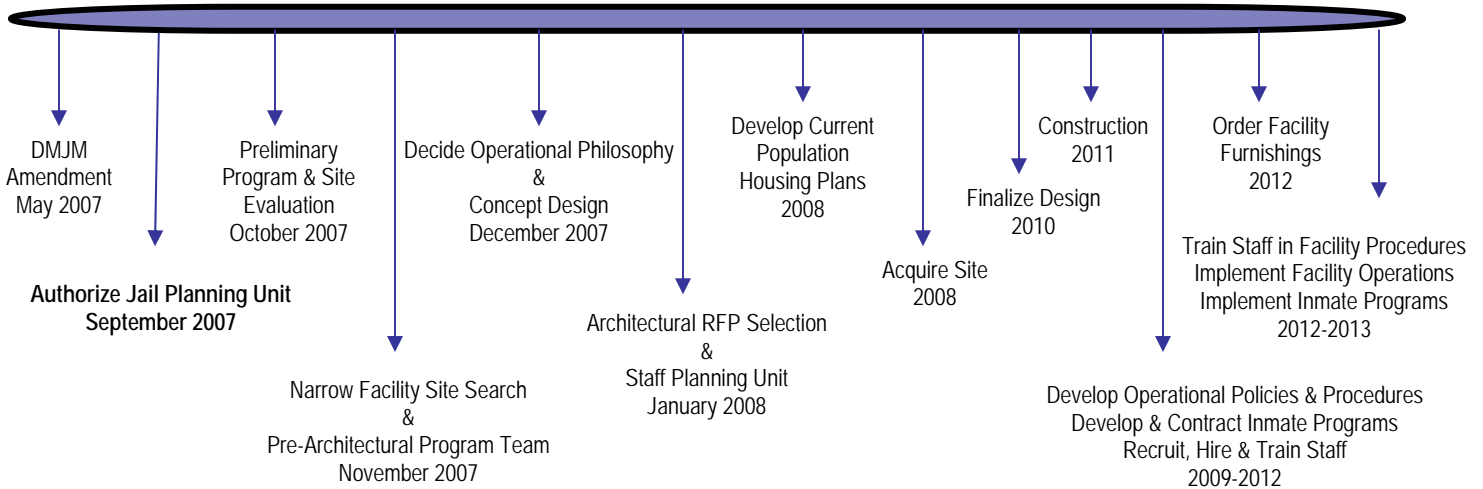 DMJM
Amendment
May 2007
Authorize Jail Planning Unit
September 2007
Preliminary
Program & Site
Evaluation
October 2007
Narrow Facility Site Search
&
Pre-Architectural Program Team
November 2007
Decide Operational Philosophy
&
Concept Design
December 2007
Architectural RFP Selection
&
Staff Planning Unit
January 2008
Develop Current
Population
Housing Plans
2008
Acquire Site
2008
Finalize Design
2010
Construction
2011
Develop Operational Policies & Procedures
Develop & Contract Inmate Programs
Recruit, Hire & Train Staff
2009-2012
Order Facility
Furnishings
2012
Train Staff in Facility Procedures
Implement Facility Operations
Implement Inmate Programs
2012-2013